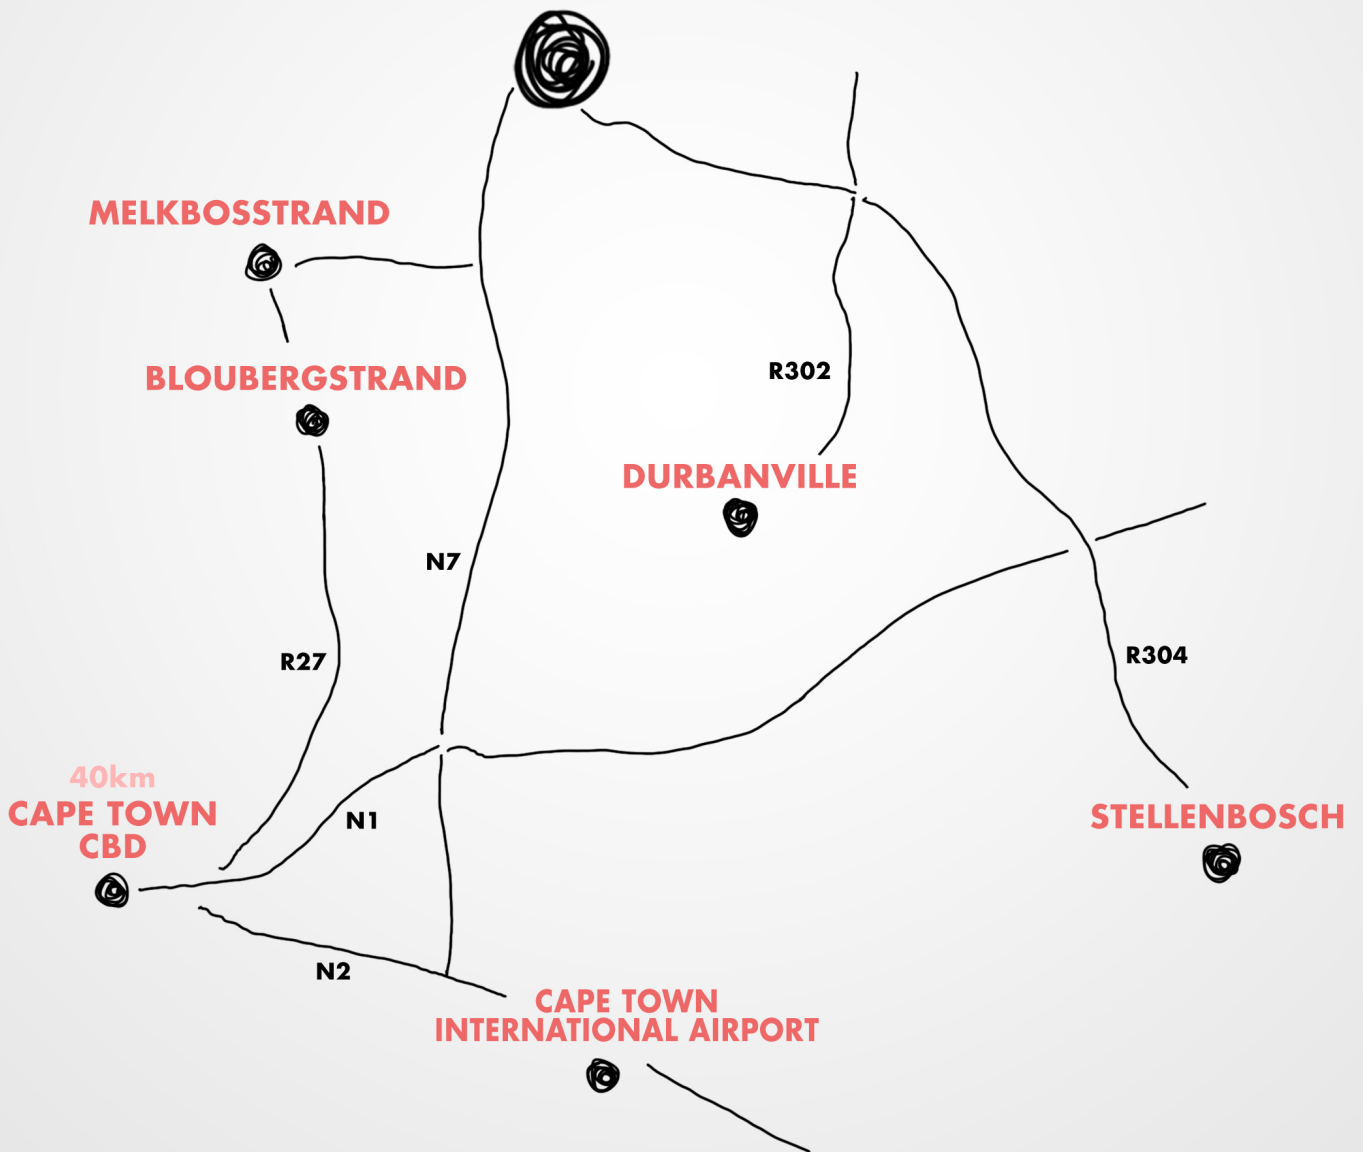 MELKBOSSTRAND
BLOUBERGSTRAND
R302
DURBANVILLE
N7
R27
R304
40km
CAPE TOWN
CBD
N1
STELLENBOSCH
N2
CAPE TOWN
INTERNATIONAL AIRPORT